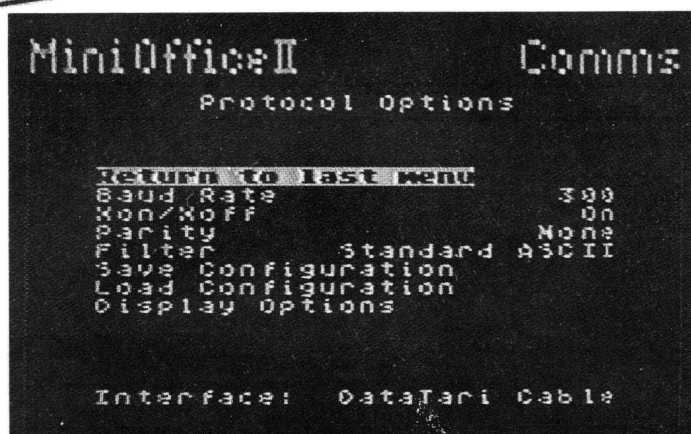 MiniOffice II Comms
Protocol Options
Return to last menu
Baud Rate 300
Xon/Xoff On
Parity None
Filter Standard ASCII
Save Configuration
Load Configuration
Display Options
Interface: DataTari Cable